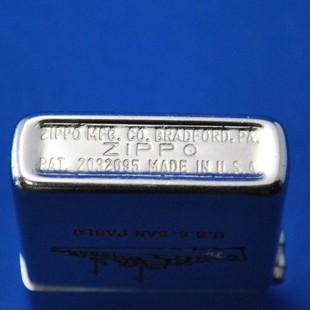 ZIPPO MFG. CO. BRADFORD, PA.
ZIPPO
PAT. 2032695 MADE IN U.S.A.
U.S.S SAN PABLO